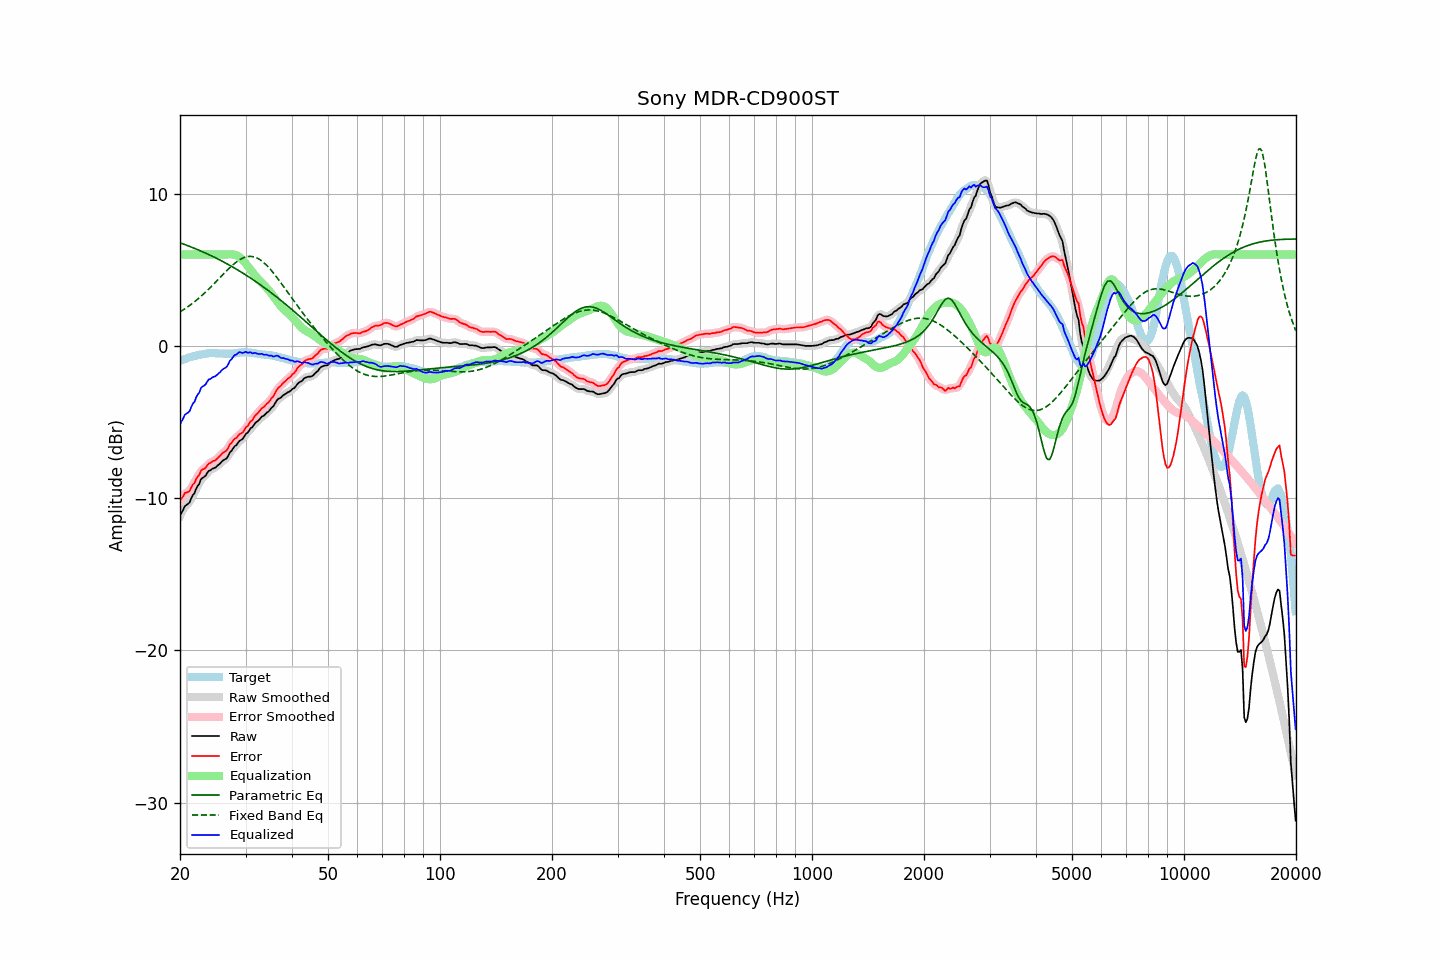 Sony MDR-CD900ST
Amplitude (dBr)
10
0
−10
−20
−30
Target
Raw Smoothed
Error Smoothed
Raw
Error
Equalization
Parametric Eq
Fixed Band Eq
Equalized
20 50 100 200 500 1000 2000 5000 10000 20000
Frequency (Hz)